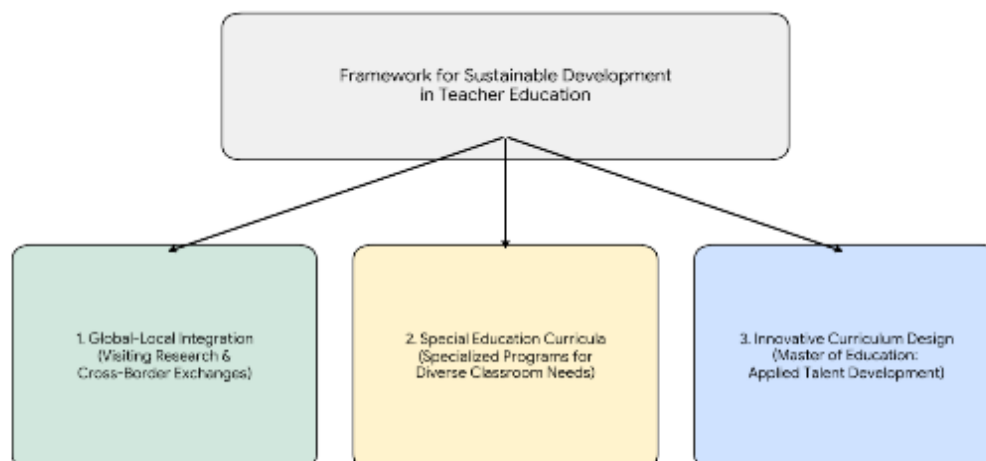 Framework for Sustainable Development
in Teacher Education
1. Global-Local Integration
(Visiting Research &
Cross-Border Exchanges)
2. Special Education Curricula
(Specialized Programs for
Diverse Classroom Needs)
3. Innovative Curriculum Design
(Master of Education:
Applied Talent Development)